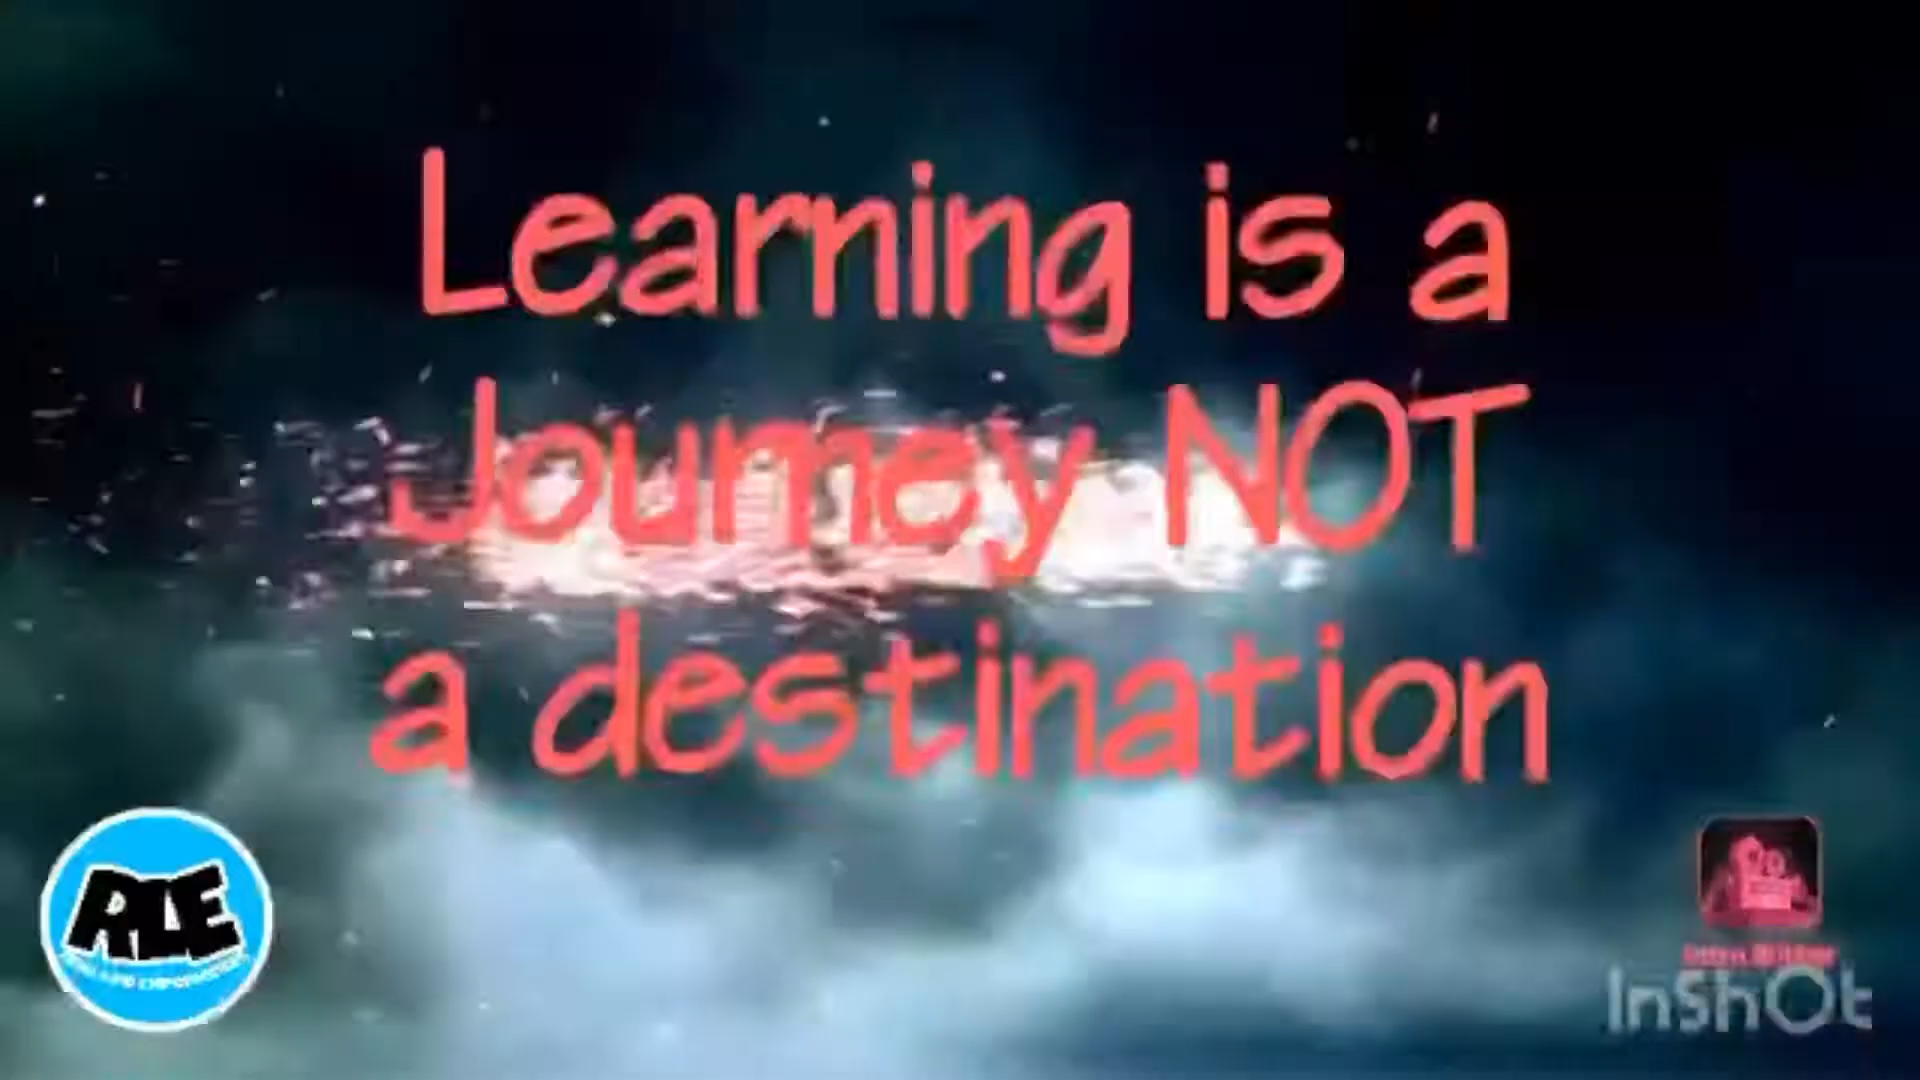 Learning is a
Journey NOT
a destination
RLE
InShOt